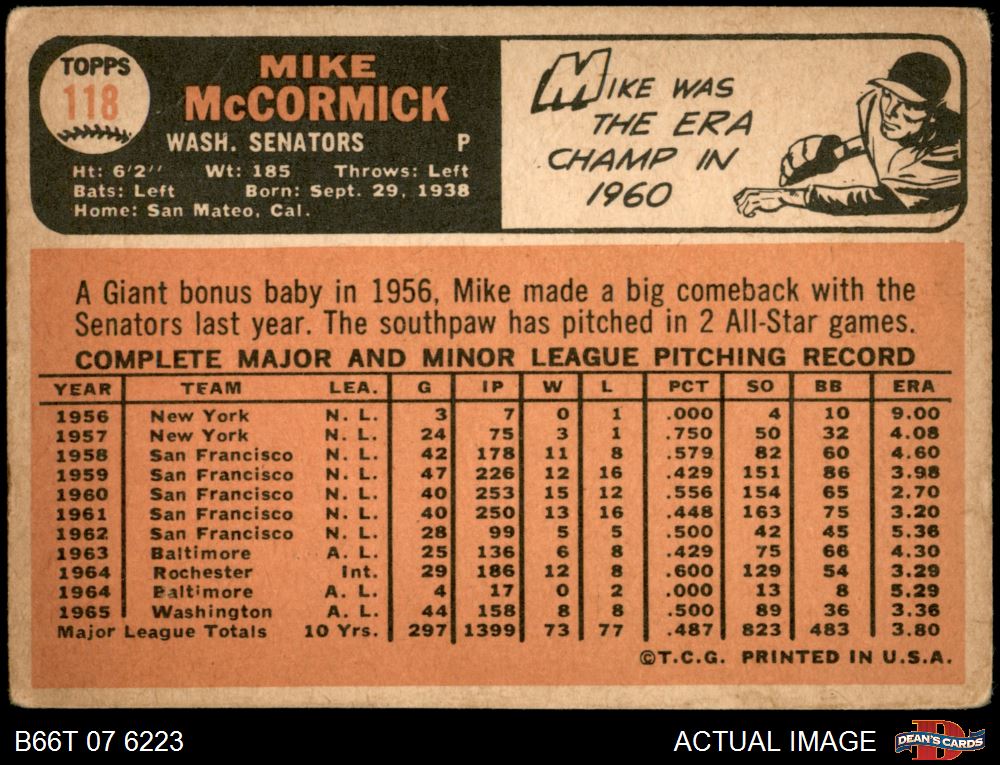 TOPPS
118
MIKE
McCORMICK
WASH. SENATORS P
Ht: 6'2" Wt: 185 Throws: Left
Bats: Left Born: Sept. 29, 1938
Home: San Mateo, Cal.
MIKE WAS
THE ERA
CHAMP IN
1960
A Giant bonus baby in 1956, Mike made a big comeback with the
Senators last year. The southpaw has pitched in 2 All-Star games.
COMPLETE MAJOR AND MINOR LEAGUE PITCHING RECORD
YEAR TEAM LEA. G IP W L PCT SO BB ERA
1956 New York N. L. 3 7 0 1 .000 4 10 9.00
1957 New York N. L. 24 75 3 1 .750 50 32 4.08
1958 San Francisco N. L. 42 178 11 8 .579 82 60 4.60
1959 San Francisco N. L. 47 226 12 16 .429 151 86 3.98
1960 San Francisco N. L. 40 253 15 12 .556 154 65 2.70
1961 San Francisco N. L. 40 250 13 16 .448 163 75 3.20
1962 San Francisco N. L. 28 99 5 5 .500 42 45 5.36
1963 Baltimore A. L. 25 136 6 8 .429 75 66 4.30
1964 Rochester Int. 29 186 12 8 .600 129 54 3.29
1964 Baltimore A. L. 4 17 0 2 .000 13 8 5.29
1965 Washington A. L. 44 158 8 8 .500 89 36 3.36
Major League Totals 10 Yrs. 297 1399 73 77 .487 823 483 3.80
©T.C.G. PRINTED IN U.S.A.
B66T 07 6223
ACTUAL IMAGE
DEAN'S CARDS